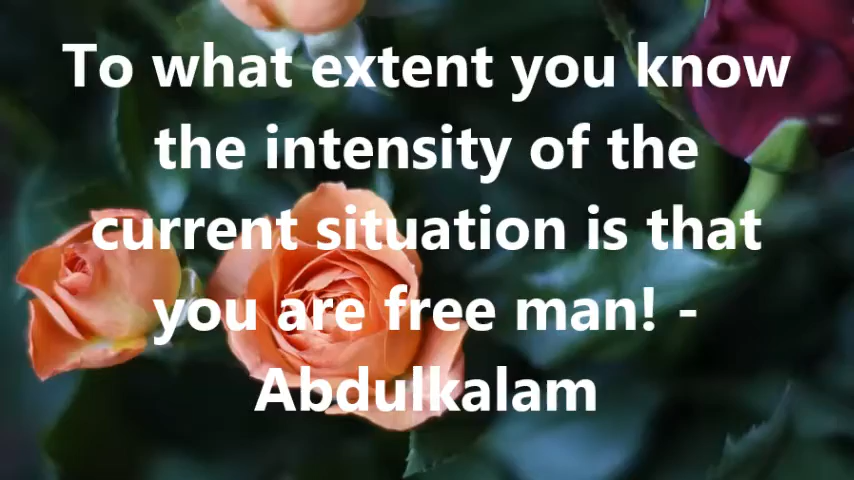 To what extent you know
the intensity of the
current situation is that
you are free man! -
Abdulkalam